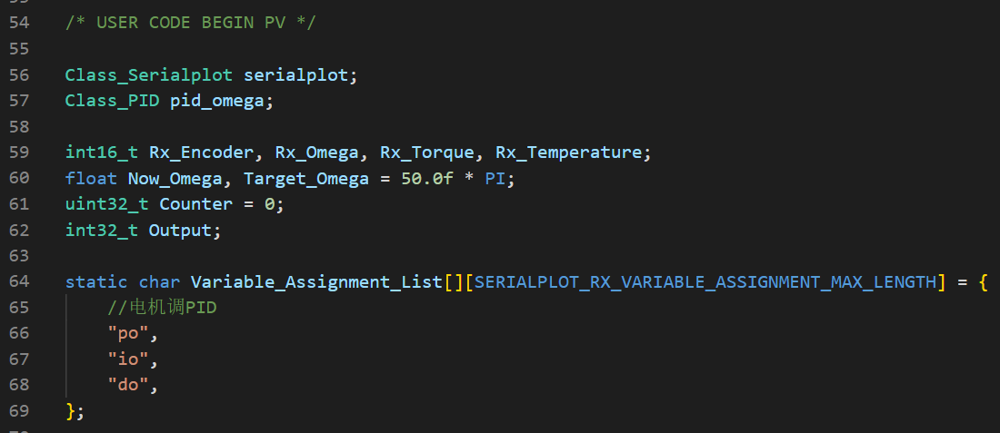 54 /* USER CODE BEGIN PV */
55
56 Class_Serialplot serialplot;
57 Class_PID pid_omega;
58
59 int16_t Rx_Encoder, Rx_Omega, Rx_Torque, Rx_Temperature;
60 float Now_Omega, Target_Omega = 50.0f * PI;
61 uint32_t Counter = 0;
62 int32_t Output;
63
64 static char Variable_Assignment_List[][SERIALPLOT_RX_VARIABLE_ASSIGNMENT_MAX_LENGTH] = {
65     //电机调PID
66     "po",
67     "io",
68     "do",
69 };